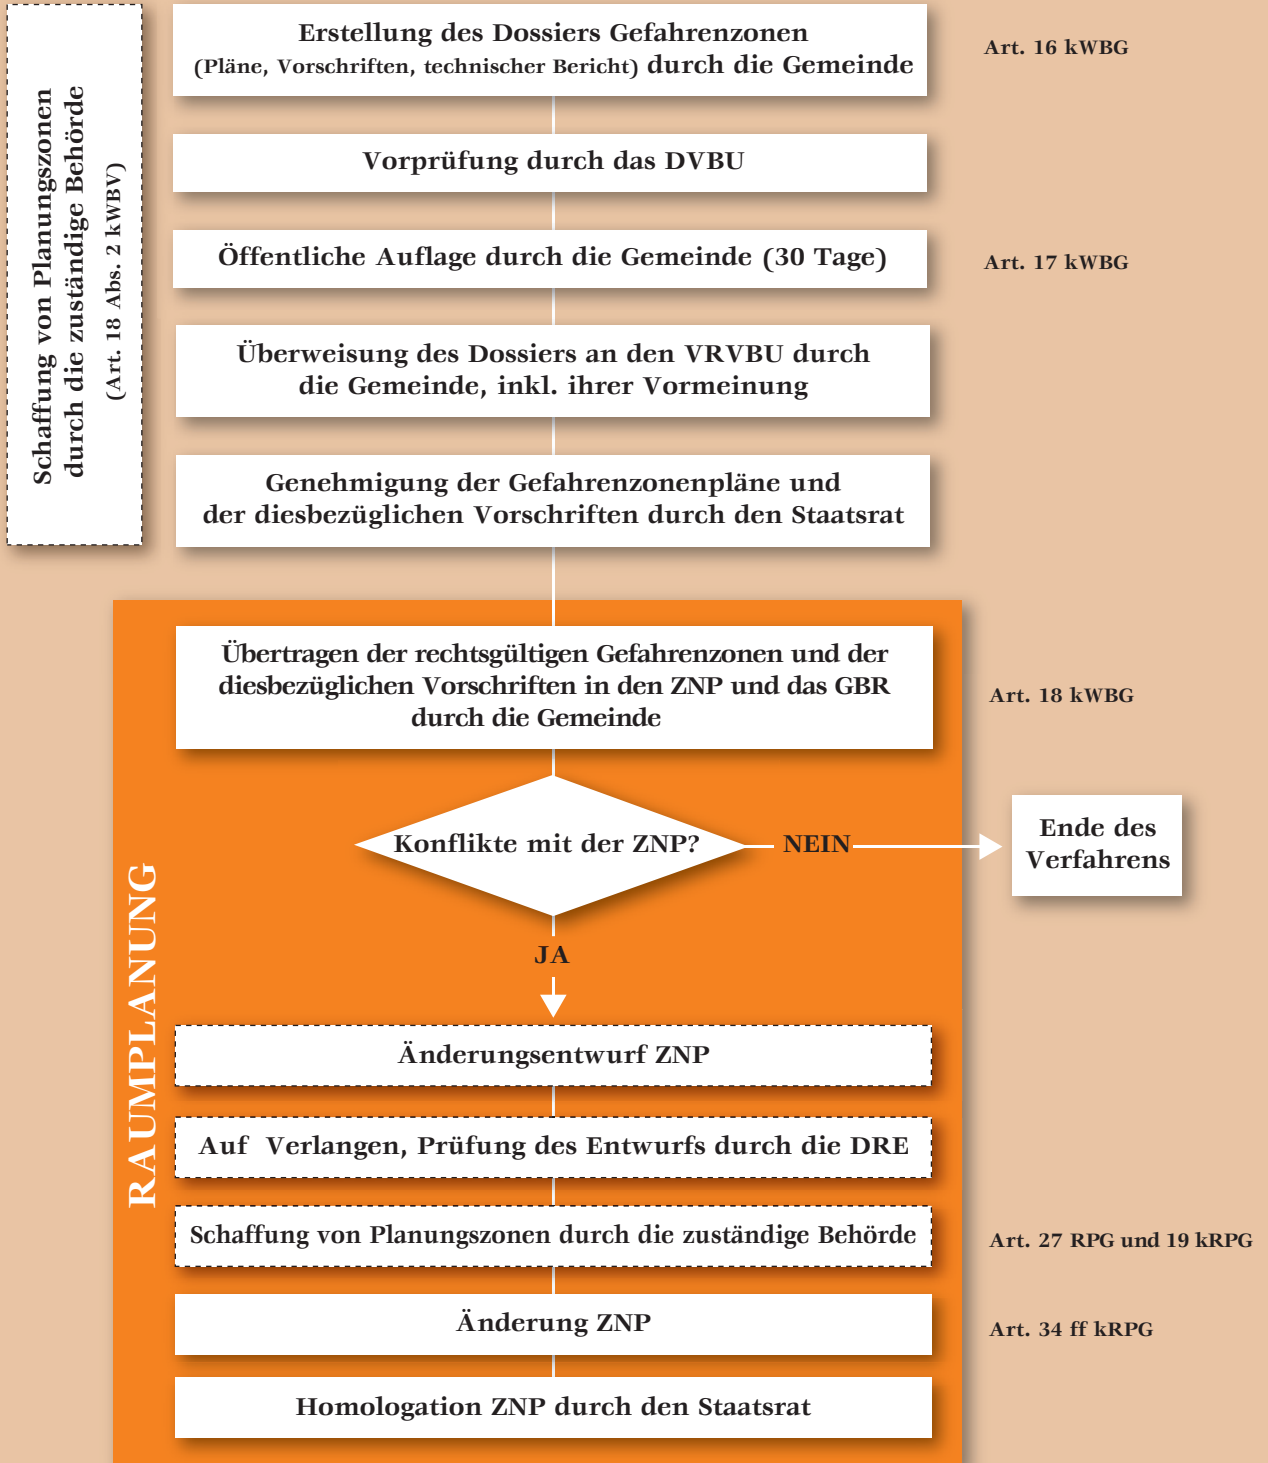 Schaffung von Planungszonen
durch die zuständige Behörde
(Art. 18 Abs. 2 kWBV)
Erstellung des Dossiers Gefahrenzonen
(Pläne, Vorschriften, technischer Bericht) durch die Gemeinde
Art. 16 kWBG
Vorprüfung durch das DVBU
Öffentliche Auflage durch die Gemeinde (30 Tage)
Art. 17 kWBG
Überweisung des Dossiers an den VRVBU durch
die Gemeinde, inkl. ihrer Vormeinung
Genehmigung der Gefahrenzonenpläne und
der diesbezüglichen Vorschriften durch den Staatsrat
RAUMPLANUNG
Übertragen der rechtsgültigen Gefahrenzonen und der
diesbezüglichen Vorschriften in den ZNP und das GBR
durch die Gemeinde
Art. 18 kWBG
Konflikte mit der ZNP?
NEIN
Ende des
Verfahrens
JA
Änderungsentwurf ZNP
Auf Verlangen, Prüfung des Entwurfs durch die DRE
Schaffung von Planungszonen durch die zuständige Behörde
Art. 27 RPG und 19 kRPG
Änderung ZNP
Art. 34 ff kRPG
Homologation ZNP durch den Staatsrat